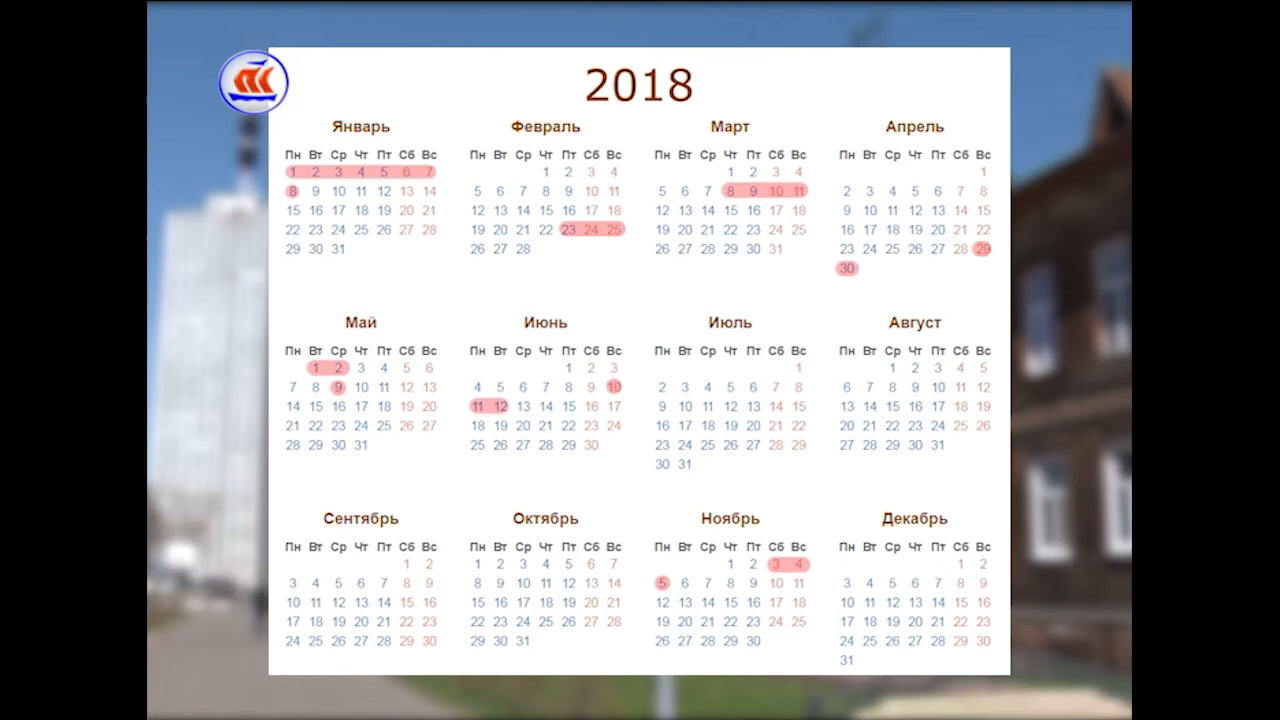 2018
Январь Февраль Март Апрель
Пн Вт Ср Чт Пт Сб Вс Пн Вт Ср Чт Пт Сб Вс Пн Вт Ср Чт Пт Сб Вс Пн Вт Ср Чт Пт Сб Вс
1 2 3 4 5 6 7 1 2 3 4 1 2 3 4 1
8 9 10 11 12 13 14 5 6 7 8 9 10 11 5 6 7 8 9 10 11 2 3 4 5 6 7 8
15 16 17 18 19 20 21 12 13 14 15 16 17 18 12 13 14 15 16 17 18 9 10 11 12 13 14 15
22 23 24 25 26 27 28 19 20 21 22 23 24 25 19 20 21 22 23 24 25 16 17 18 19 20 21 22
29 30 31 26 27 28 26 27 28 29 30 31 23 24 25 26 27 28 29
30
Май Июнь Июль Август
Пн Вт Ср Чт Пт Сб Вс Пн Вт Ср Чт Пт Сб Вс Пн Вт Ср Чт Пт Сб Вс Пн Вт Ср Чт Пт Сб Вс
1 2 3 4 5 6 1 2 3 1 1 2 3 4 5
7 8 9 10 11 12 13 4 5 6 7 8 9 10 2 3 4 5 6 7 8 6 7 8 9 10 11 12
14 15 16 17 18 19 20 11 12 13 14 15 16 17 9 10 11 12 13 14 15 13 14 15 16 17 18 19
21 22 23 24 25 26 27 18 19 20 21 22 23 24 16 17 18 19 20 21 22 20 21 22 23 24 25 26
28 29 30 31 25 26 27 28 29 30 23 24 25 26 27 28 29 27 28 29 30 31
30 31
Сентябрь Октябрь Ноябрь Декабрь
Пн Вт Ср Чт Пт Сб Вс Пн Вт Ср Чт Пт Сб Вс Пн Вт Ср Чт Пт Сб Вс Пн Вт Ср Чт Пт Сб Вс
1 2 1 2 3 4 5 6 7 1 2 3 4 1 2
3 4 5 6 7 8 9 8 9 10 11 12 13 14 5 6 7 8 9 10 11 3 4 5 6 7 8 9
10 11 12 13 14 15 16 15 16 17 18 19 20 21 12 13 14 15 16 17 18 10 11 12 13 14 15 16
17 18 19 20 21 22 23 22 23 24 25 26 27 28 19 20 21 22 23 24 25 17 18 19 20 21 22 23
24 25 26 27 28 29 30 29 30 31 26 27 28 29 30 24 25 26 27 28 29 30
31